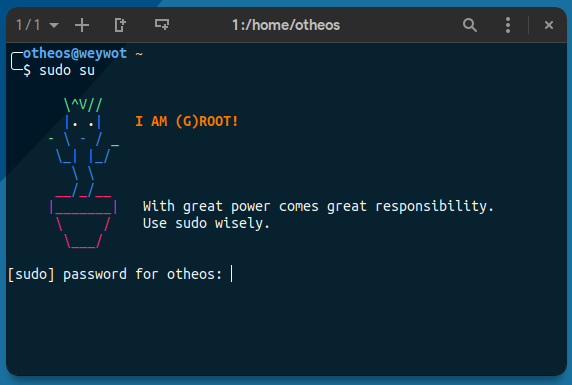 1/1 1:/home/otheos
otheos@weywot ~
$ sudo su
\^V//
|. .| I AM (G)ROOT!
- \ - / _
\_| |_/
\ \
__/_/__
|_______| With great power comes great responsibility.
\ / Use sudo wisely.
\___/
[sudo] password for otheos: